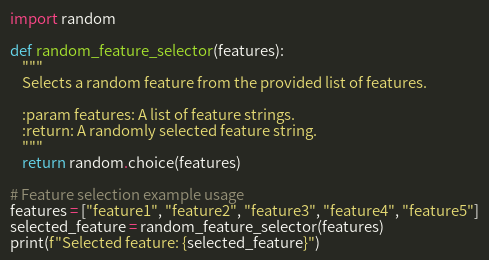 import random

def random_feature_selector(features):
    """
    Selects a random feature from the provided list of features.

    :param features: A list of feature strings.
    :return: A randomly selected feature string.
    """
    return random.choice(features)

# Feature selection example usage
features = ["feature1", "feature2", "feature3", "feature4", "feature5"]
selected_feature = random_feature_selector(features)
print(f"Selected feature: {selected_feature}")